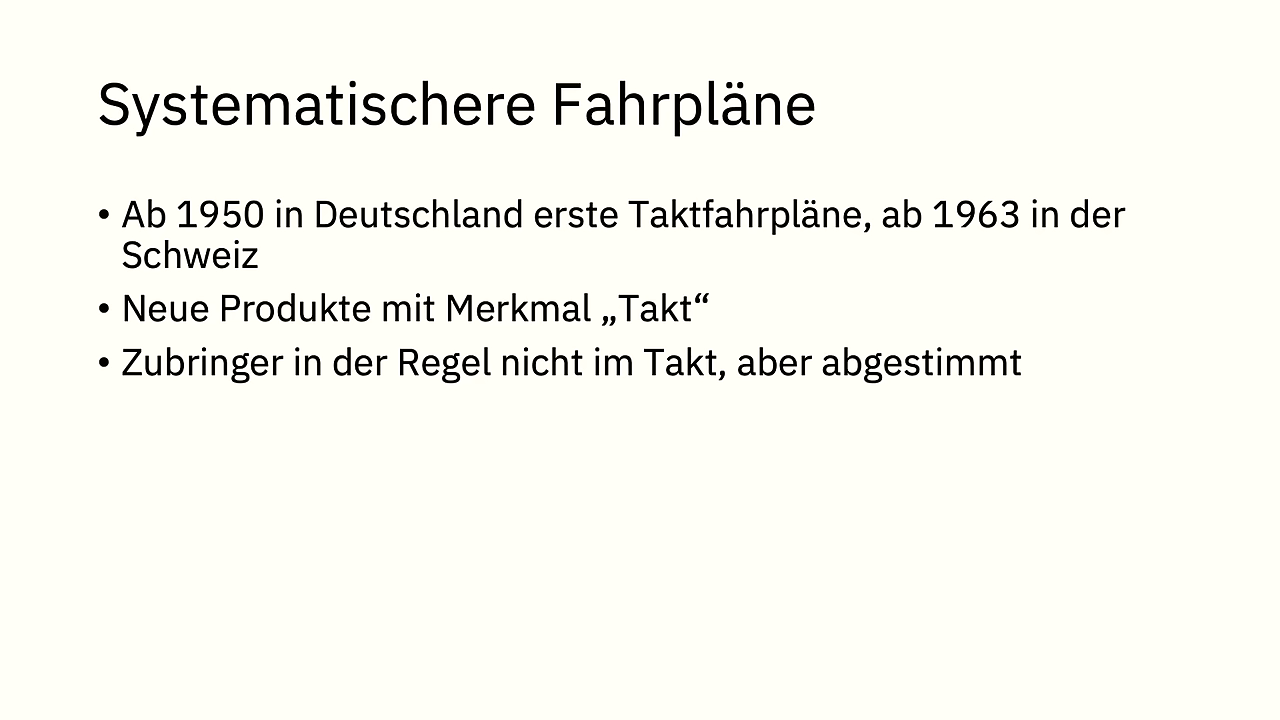 Systematischere Fahrpläne
• Ab 1950 in Deutschland erste Taktfahrpläne, ab 1963 in der
Schweiz
• Neue Produkte mit Merkmal „Takt“
• Zubringer in der Regel nicht im Takt, aber abgestimmt